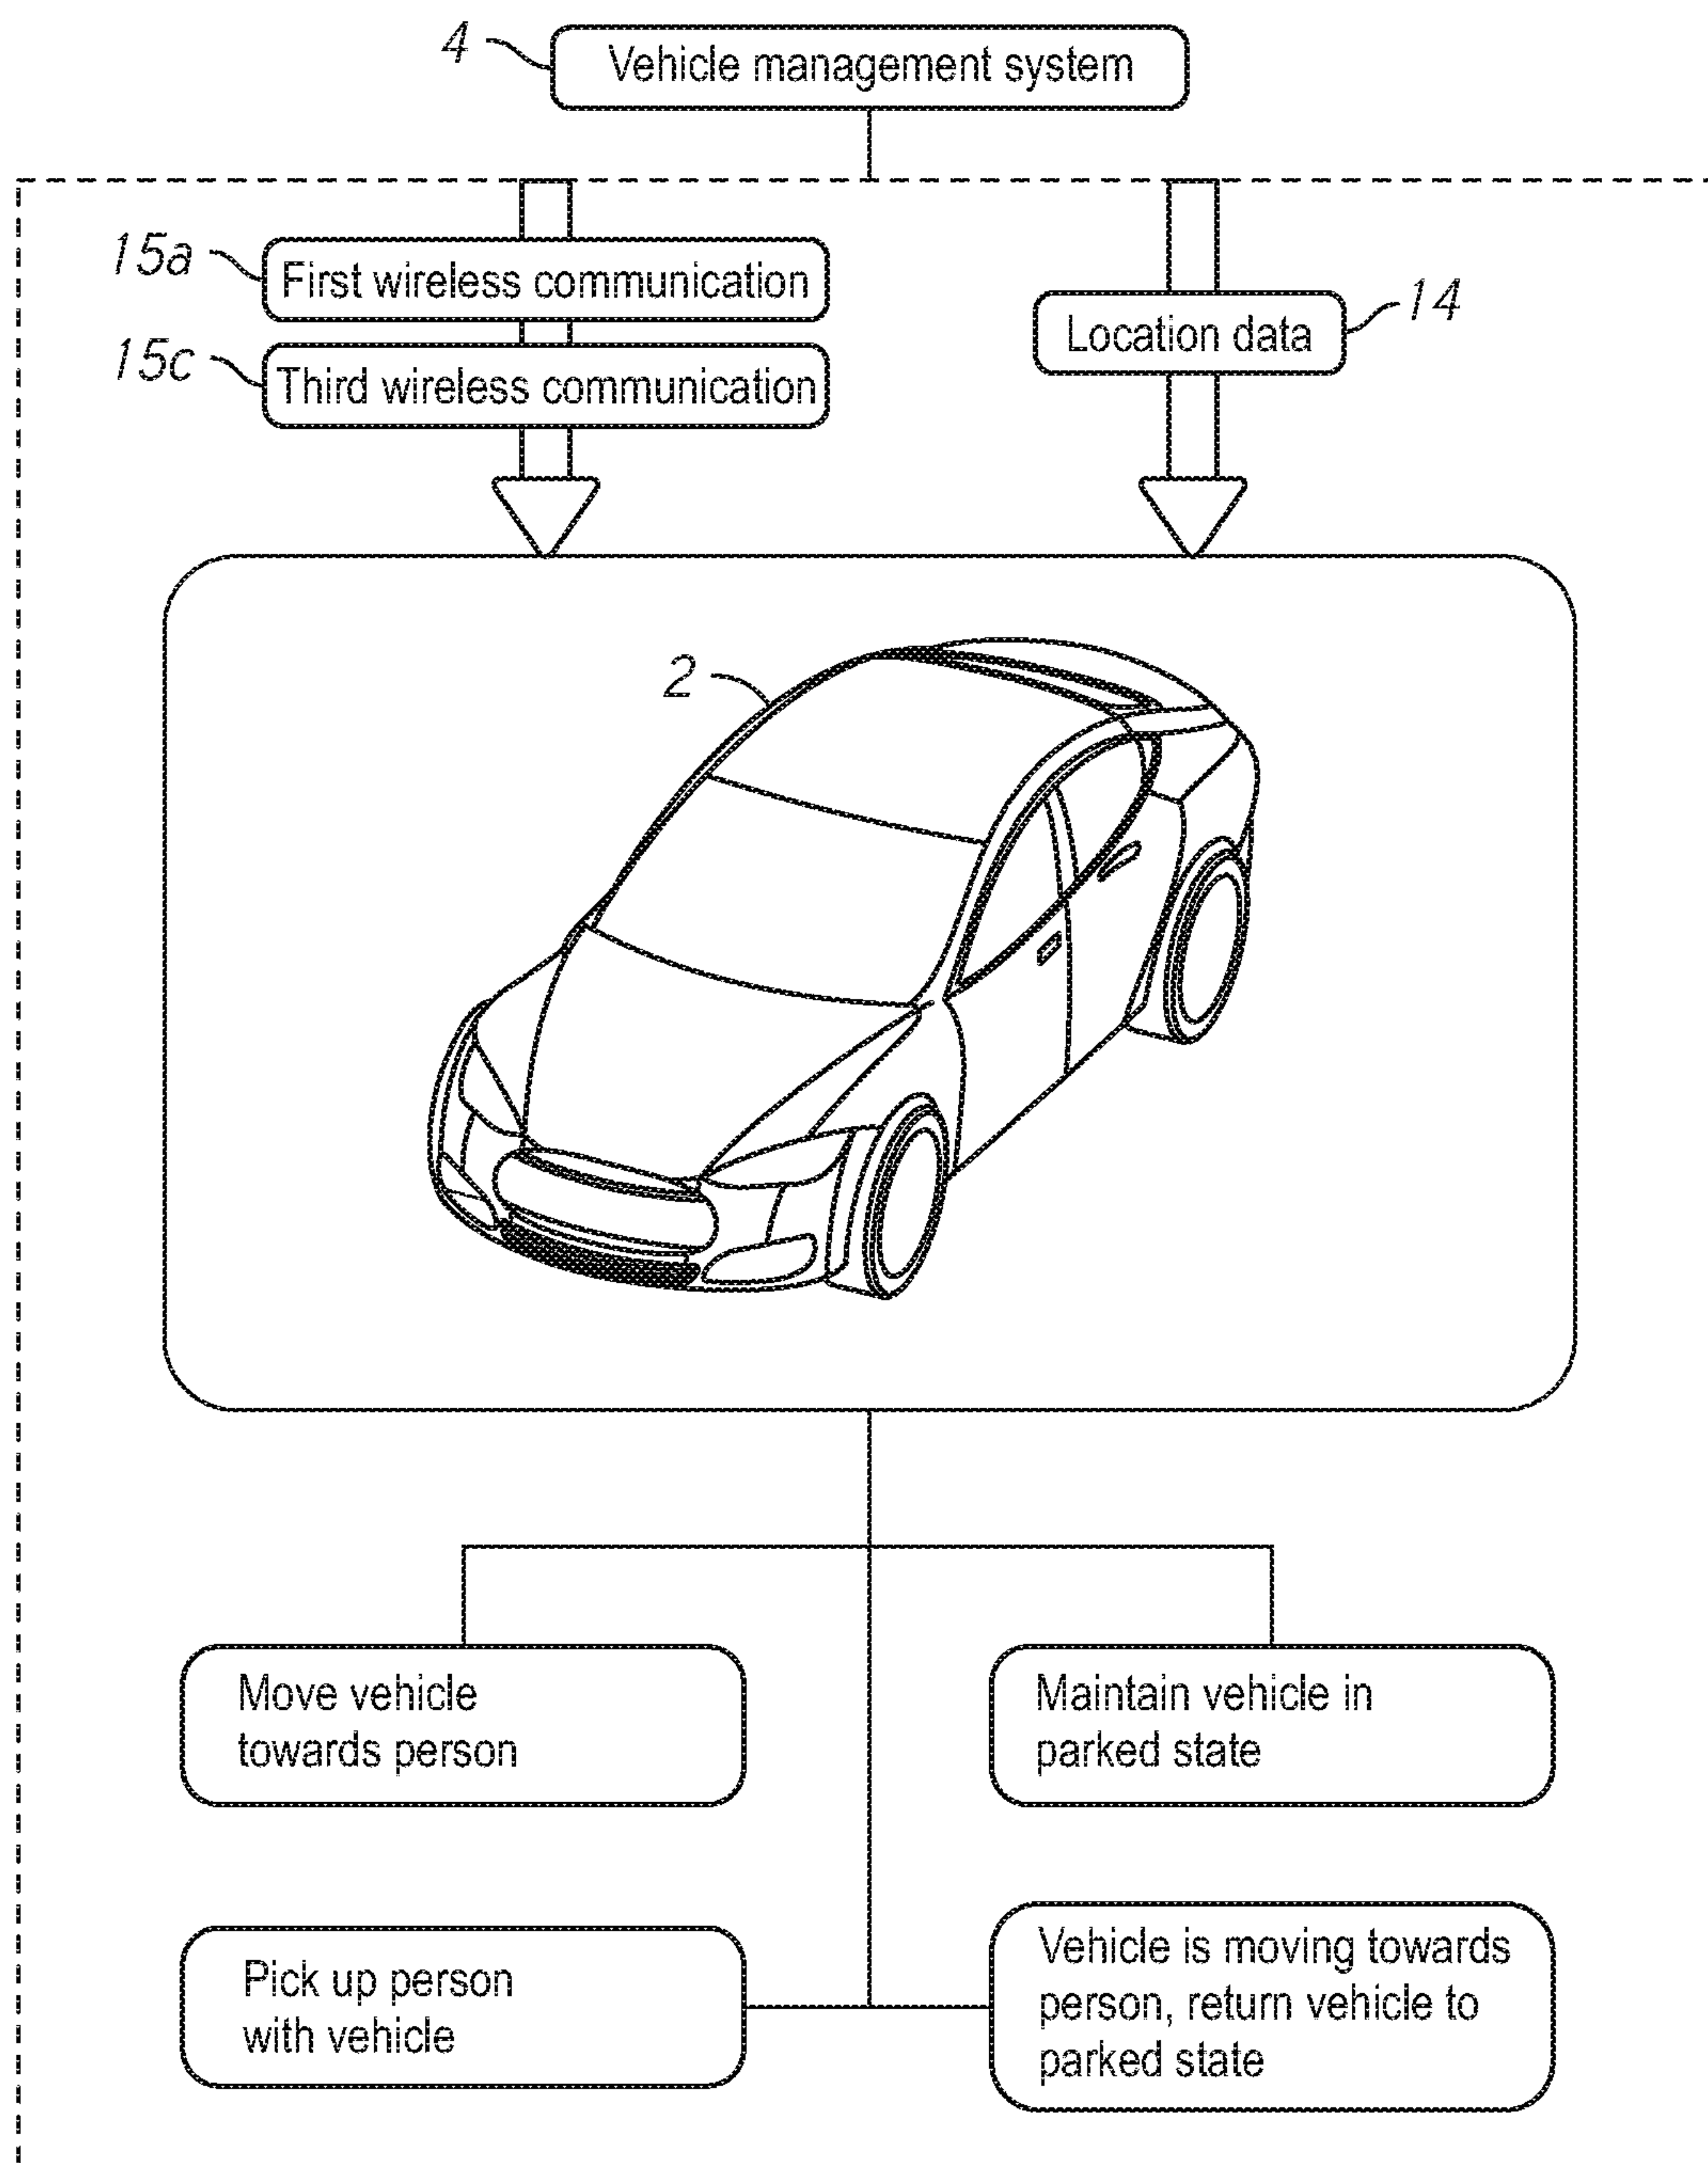 4
Vehicle management system
15a
First wireless communication
15c
Third wireless communication
Location data
14
2
Move vehicle
towards person
Maintain vehicle in
parked state
Pick up person
with vehicle
Vehicle is moving towards
person, return vehicle to
parked state